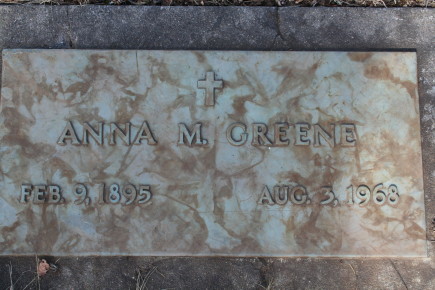 ANNA M. GREENE
FEB. 9, 1895 AUG. 3, 1968